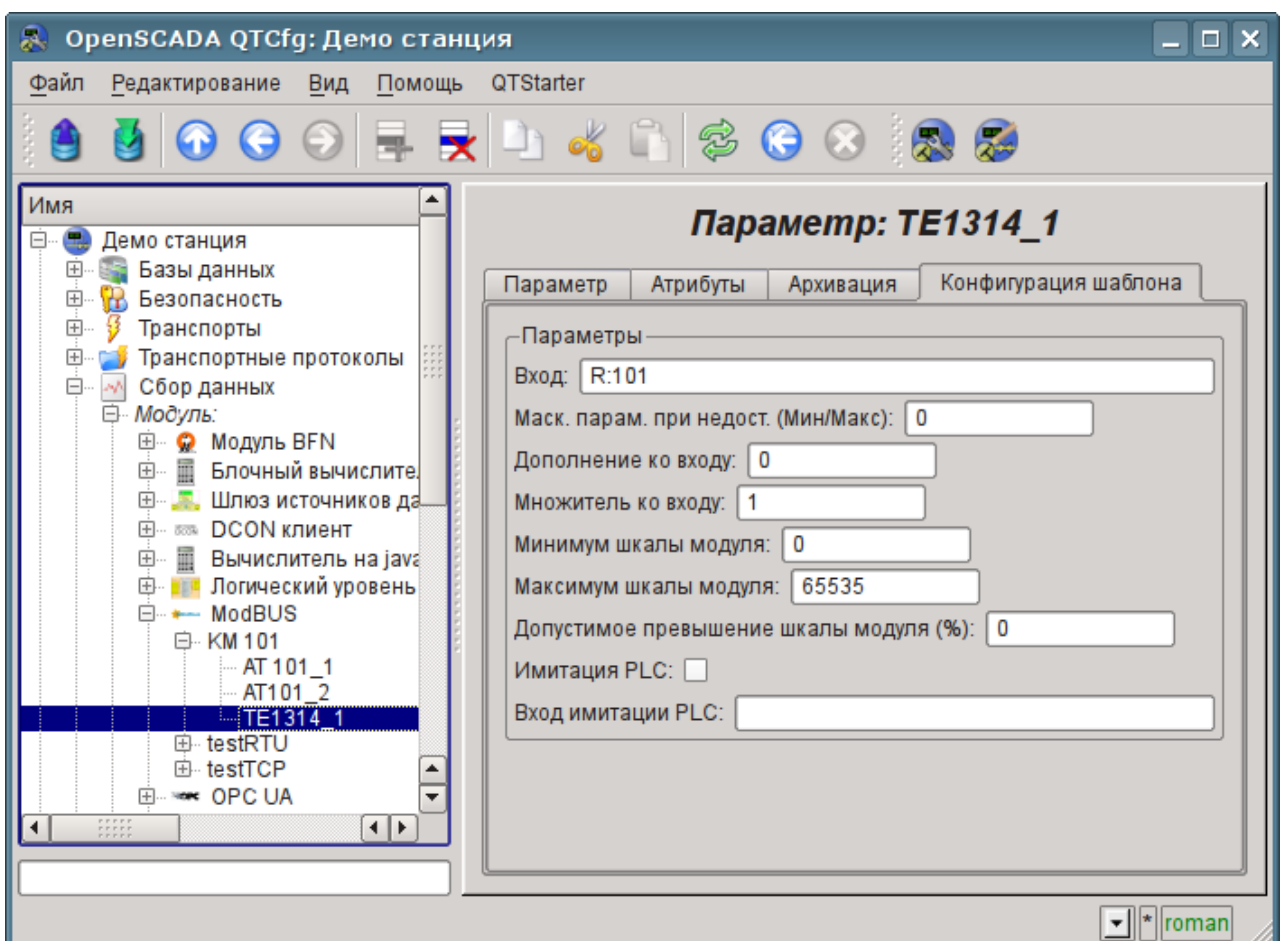 OpenSCADA QTCfg: Демо станция
Файл Редактирование Вид Помощь QTStarter
Имя
Демо станция
Базы данных
Безопасность
Транспорты
Транспортные протоколы
Сбор данных
Модуль:
Модуль BFN
Блочный вычислите
Шлюз источников да
DCON клиент
Вычислитель на java
Логический уровень
ModBUS
КМ 101
AT 101_1
AT101_2
TE1314_1
testRTU
testTCP
OPC UA
Параметр: TE1314_1
Параметр Атрибуты Архивация Конфигурация шаблона
Параметры
Вход: R:101
Маск. парам. при недост. (Мин/Макс): 0
Дополнение ко входу: 0
Множитель ко входу: 1
Минимум шкалы модуля: 0
Максимум шкалы модуля: 65535
Допустимое превышение шкалы модуля (%): 0
Имитация PLC:
Вход имитации PLC:
* roman